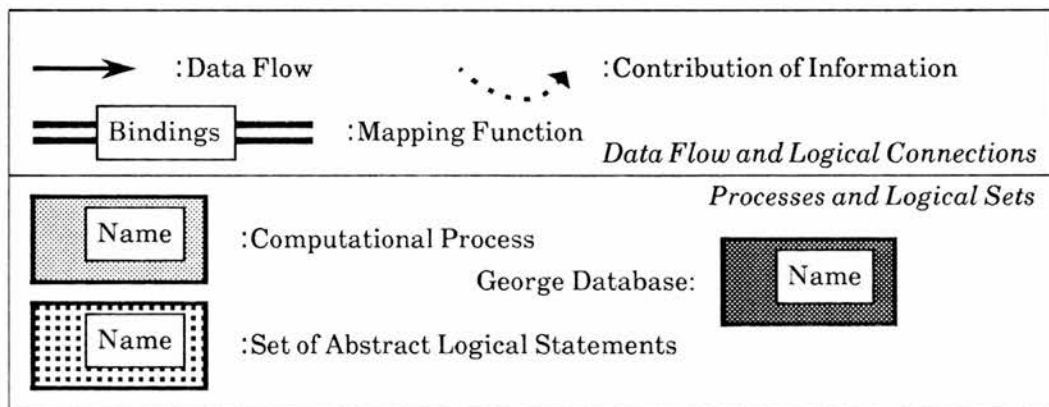 :Data Flow
:Contribution of Information
Bindings
:Mapping Function
Data Flow and Logical Connections
Processes and Logical Sets
Name
:Computational Process
George Database:
Name
Name
:Set of Abstract Logical Statements